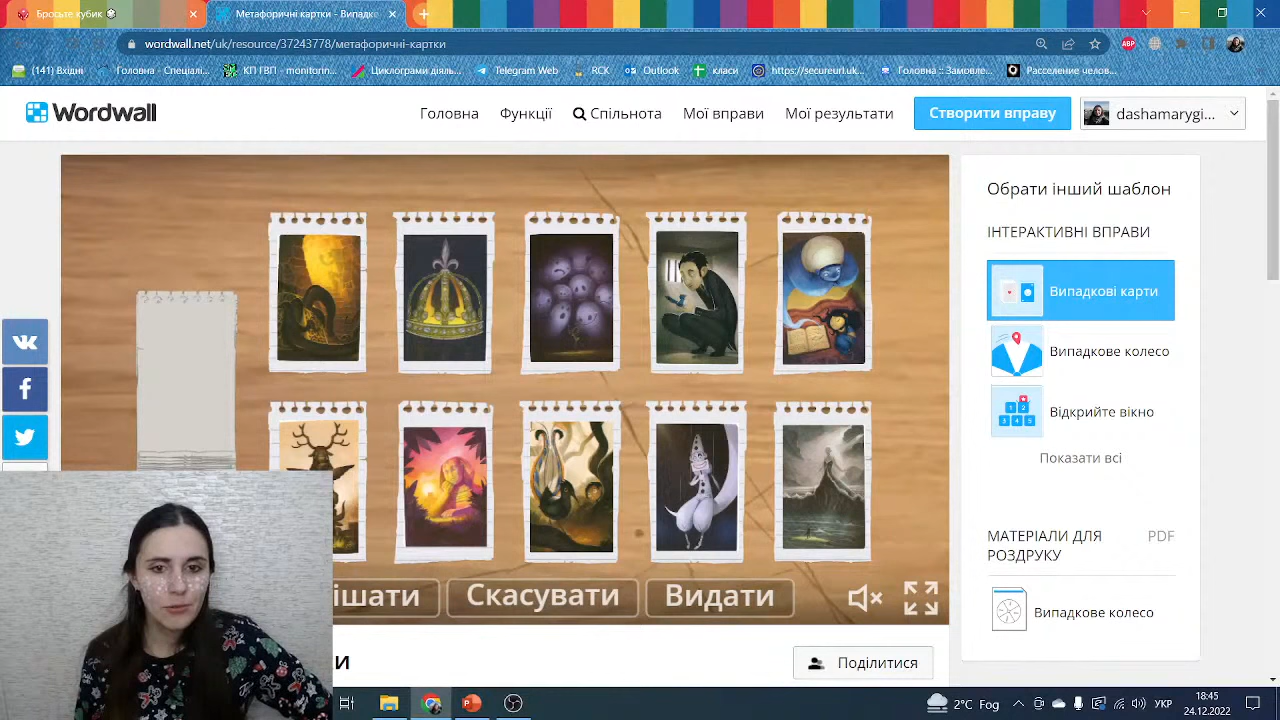 Бросьте кубик
Метафоричні картки - Випадко
wordwall.net/uk/resource/37243778/метафоричні-картки
(141) Вхідні
Головна - Спеціалі...
КП ГВП - monitorin...
Циклограми діяль...
Telegram Web
RCK
Outlook
класи
https://secureurl.uk...
Головна :: Замовле...
Расселение челов...
Wordwall
Головна
Функції
Спільнота
Мої вправи
Мої результати
Створити вправу
dashamarygi...
Обрати інший шаблон
ІНТЕРАКТИВНІ ВПРАВИ
Випадкові карти
Випадкове колесо
Відкрийте вікно
Показати всі
МАТЕРІАЛИ ДЛЯ РОЗДРУКУ
PDF
Випадкове колесо
ішати
Скасувати
Видати
и
Поділитися
2°C Fog
УКР
18:45
24.12.2022